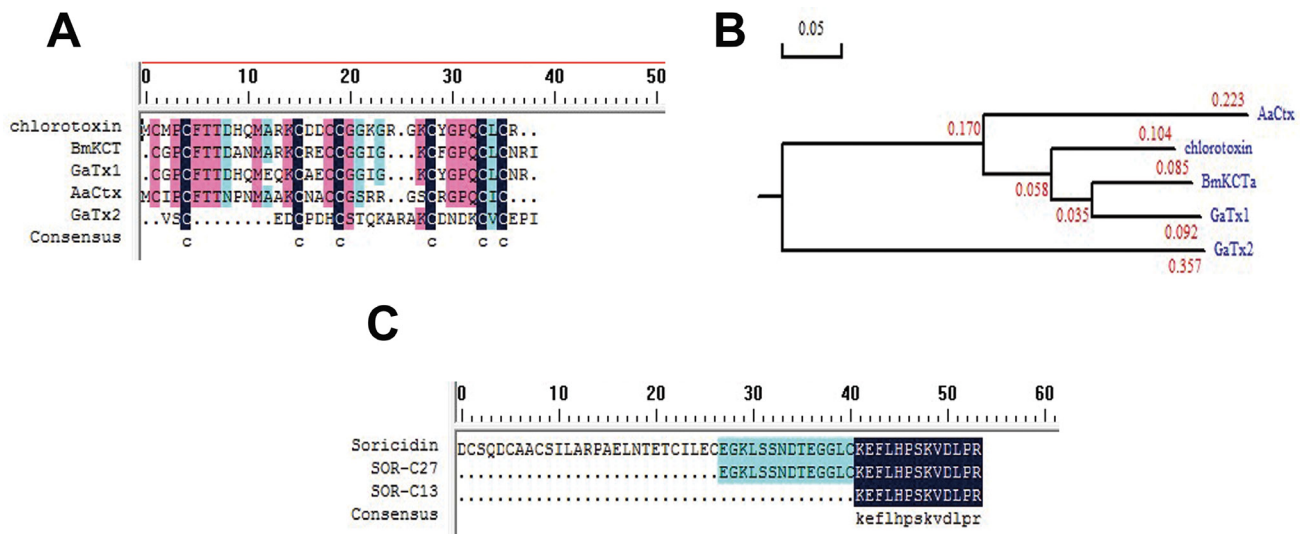 A
0 10 20 30 40 50
chlorotoxin MCMPCFTTDHQMARKCDDCCGGKGR.GKCYGPQCLCR..
BmKCT .CGPCFTTDANMARKCRECCGGIG...KCFGPQCLCNRI
GaTx1 .CGPCFTTDHQMEQKCAECCGGIG...KCYGPQCLCNR.
AaCtx MCIPCFTTNPNMAAKCNACCGSRR..GSCRGPQCIC...
GaTx2 ..VSC........EDCPDHCSTQKARAKCDNDKCVCEPI
Consensus c c c c c c
B
0.05
0.223 AaCtx
0.170
0.104 chlorotoxin
0.085 BmKCTa
0.058
0.035 GaTx1
0.092
GaTx2
0.357
C
0 10 20 30 40 50 60
Soricidin DCSQDCAACSILARPAELNTETCILECEGKLSSNDTEGGLCKEFLHPSKVDLPR
SOR-C27 ...........................EGKLSSNDTEGGLCKEFLHPSKVDLPR
SOR-C13 .........................................KEFLHPSKVDLPR
Consensus keflhpskvdlpr